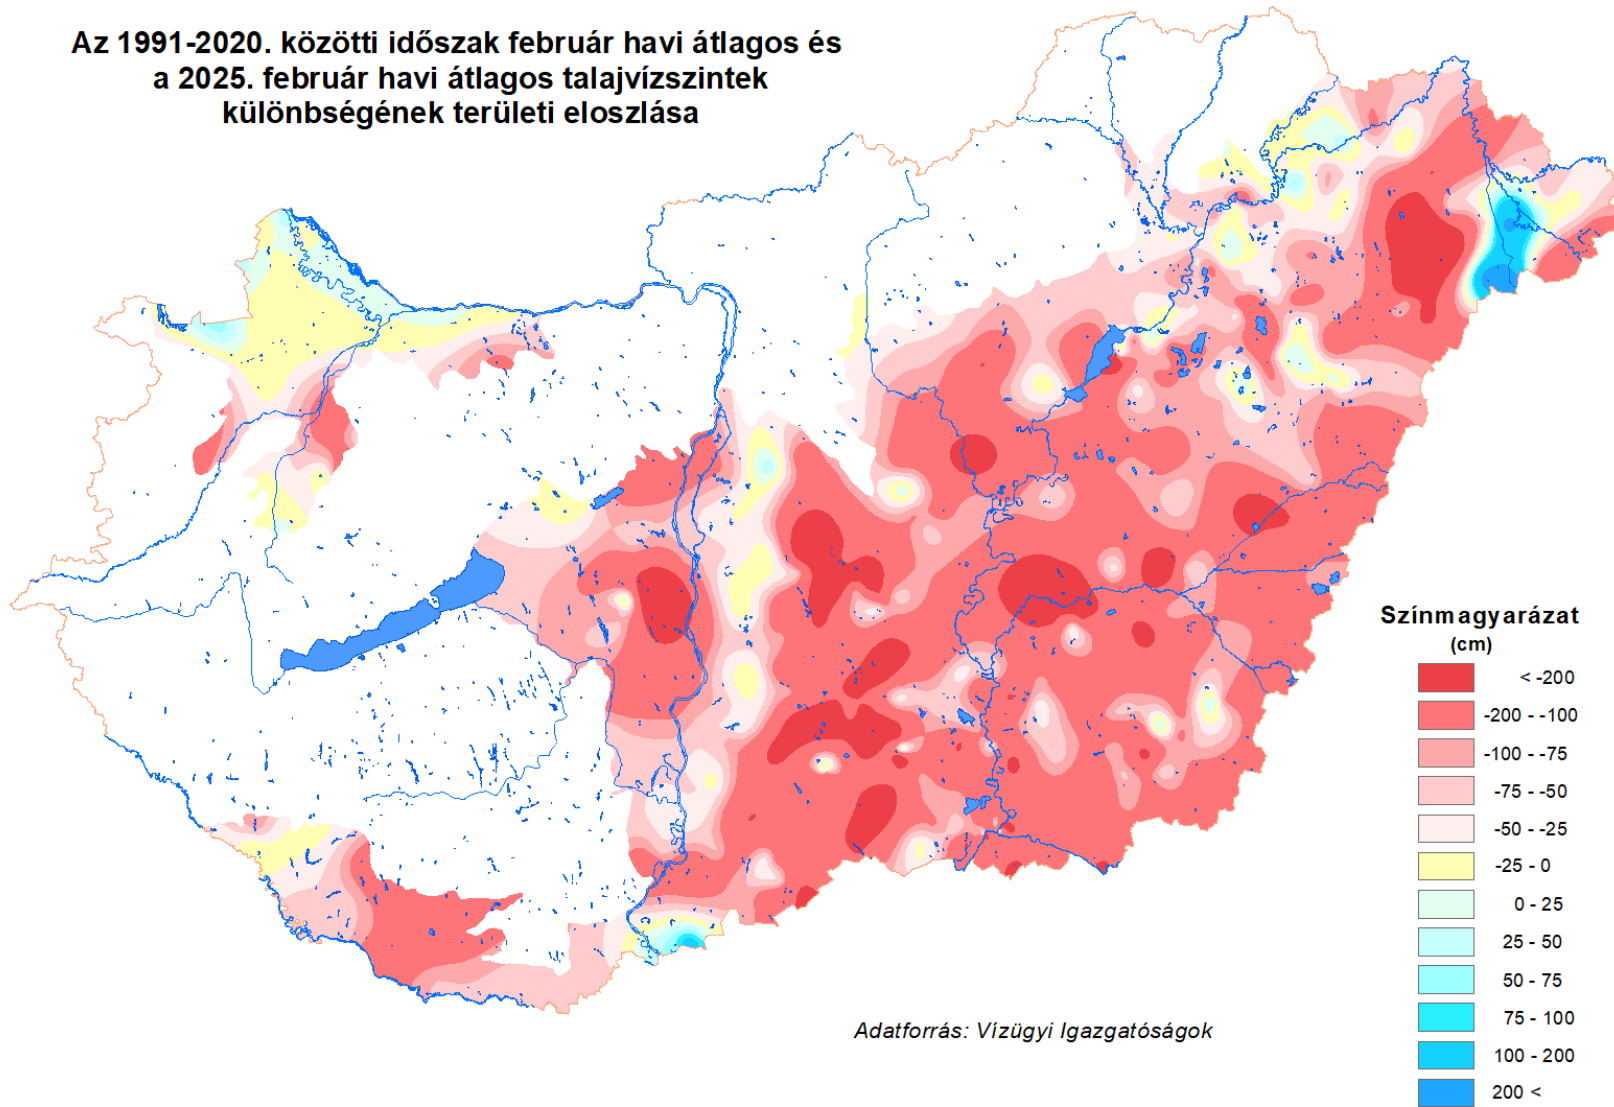 Az 1991-2020. közötti időszak február havi átlagos és
a 2025. február havi átlagos talajvízszintek
különbségének területi eloszlása
Színmagyarázat
(cm)
< -200
-200 - -100
-100 - -75
-75 - -50
-50 - -25
-25 - 0
0 - 25
25 - 50
50 - 75
75 - 100
100 - 200
200 <
Adatforrás: Vízügyi Igazgatóságok